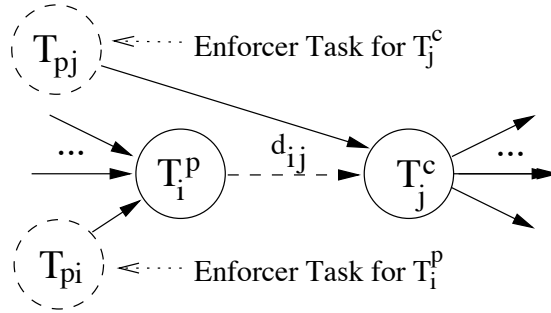 T_pj
Enforcer Task for T_j^c
...
d_ij
...
T_i^p
T_j^c
T_pi
Enforcer Task for T_i^p